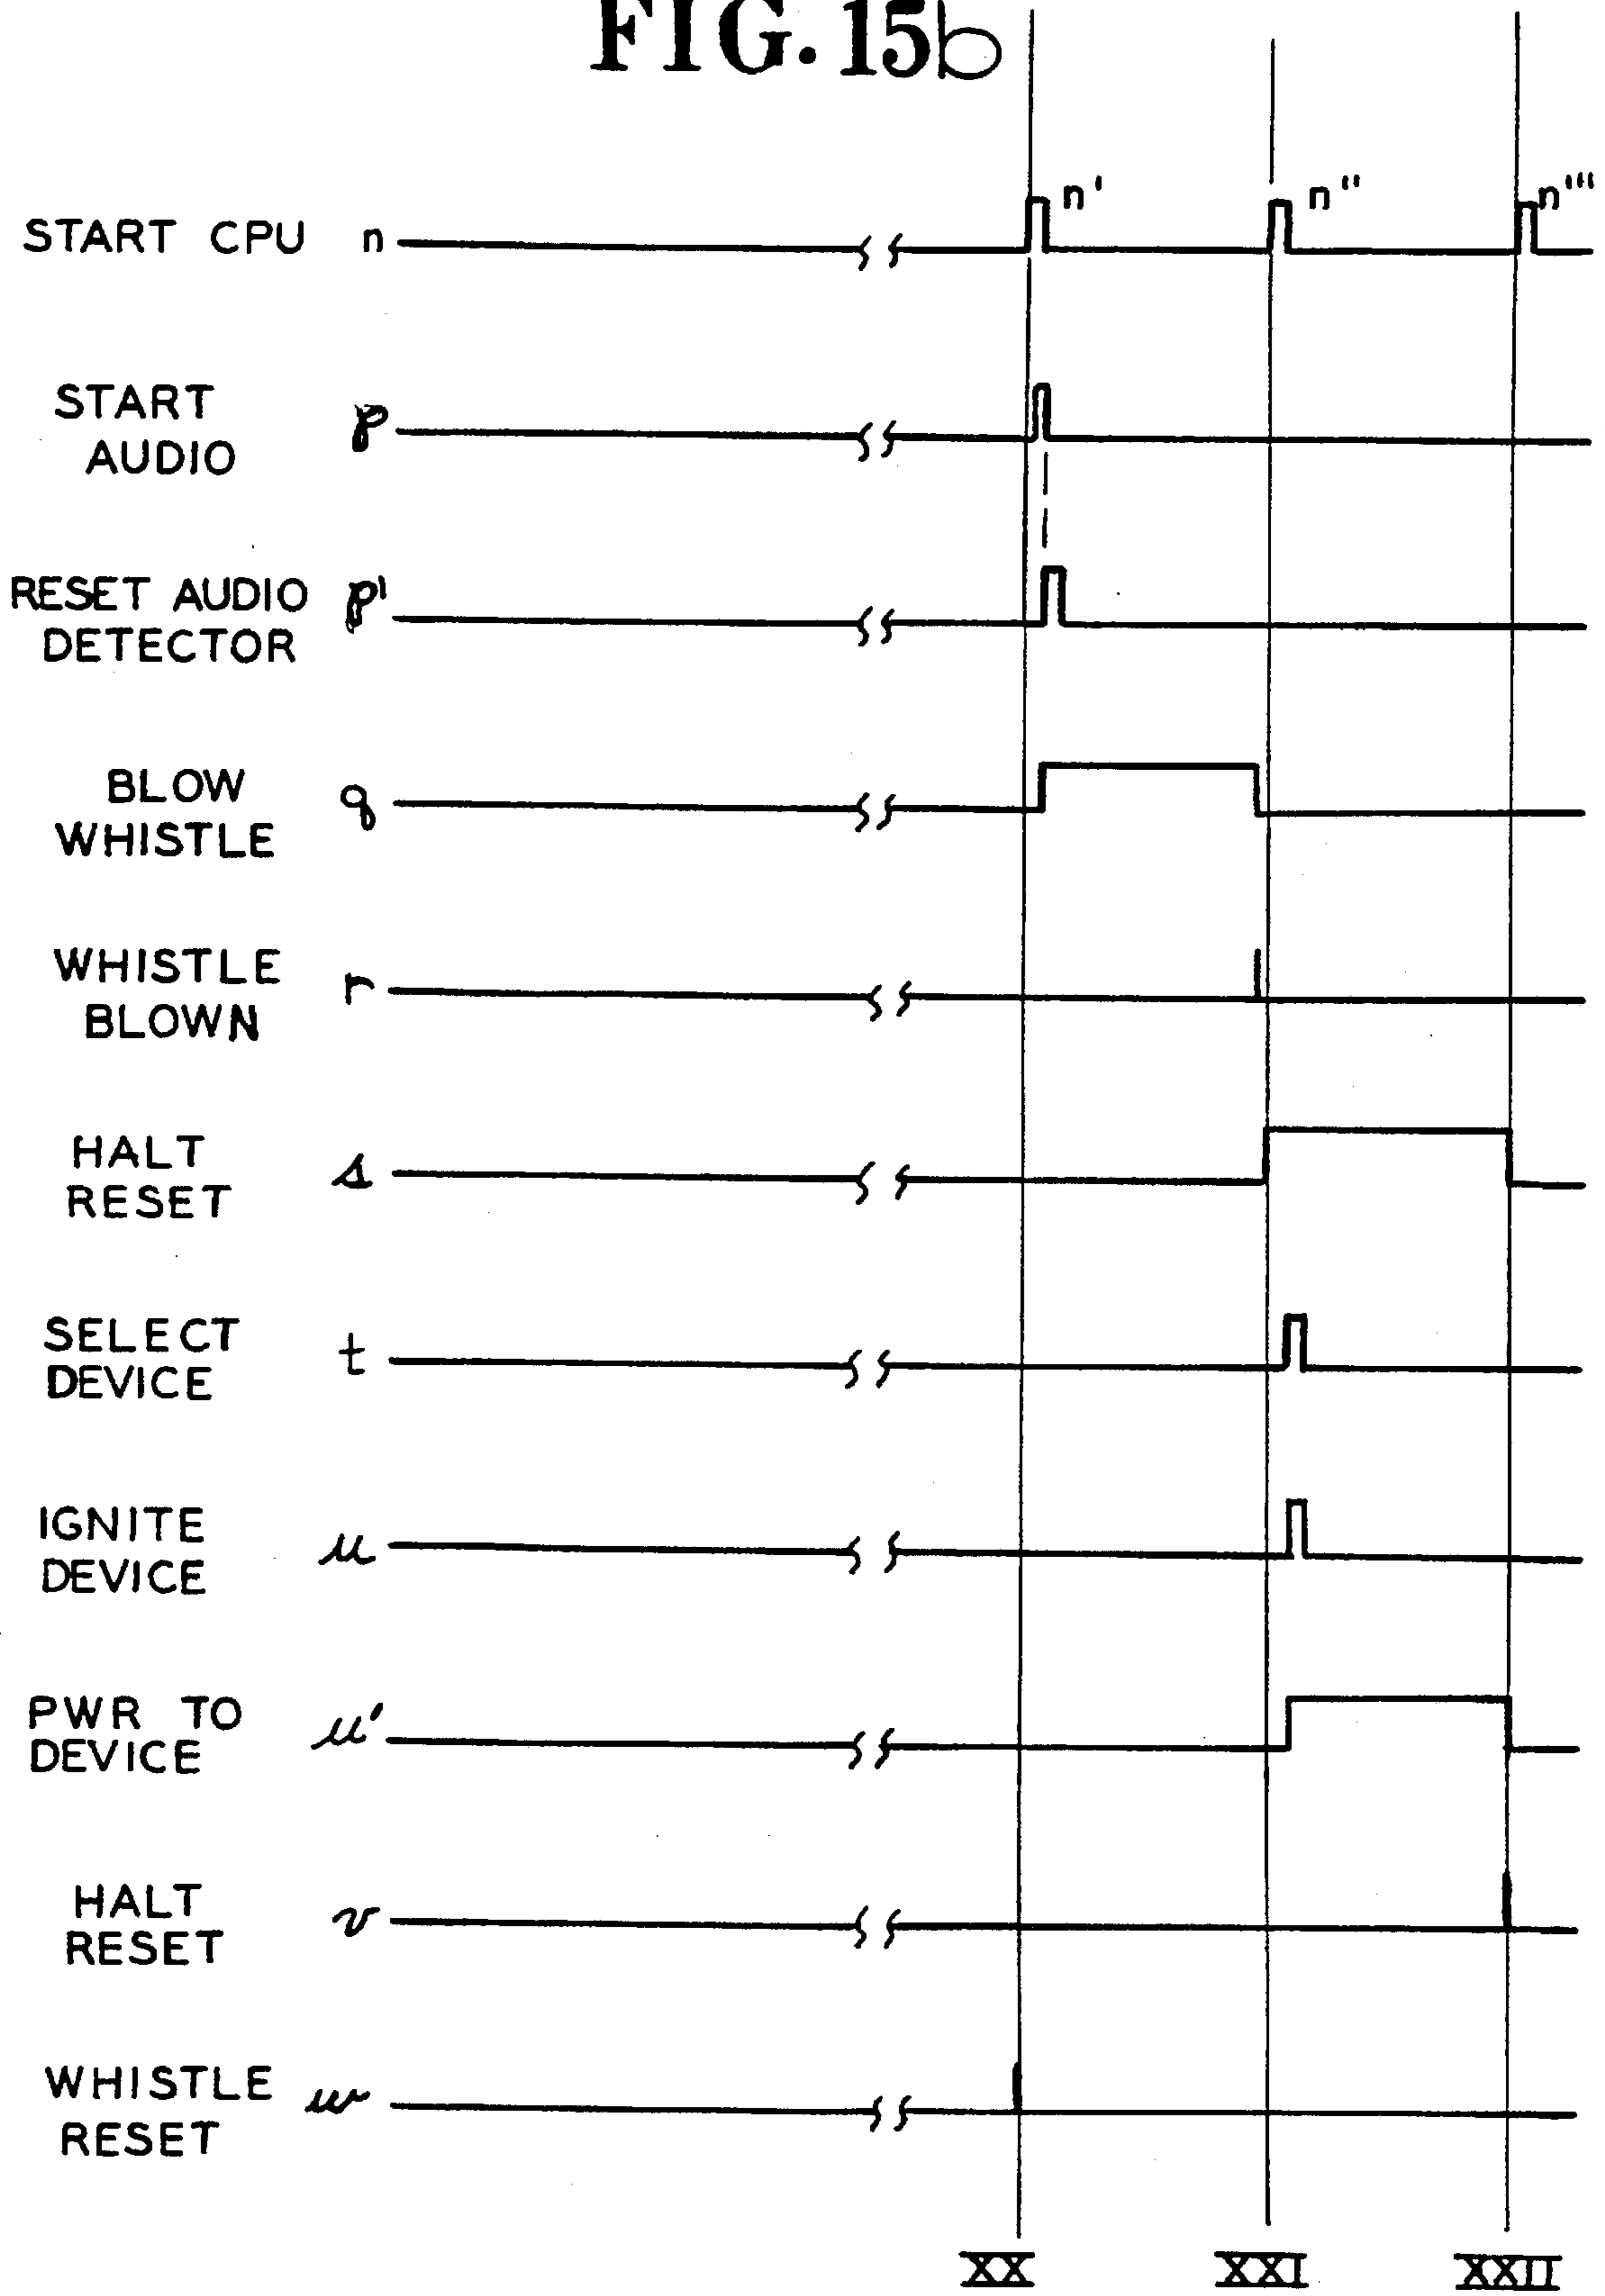 FIG. 15b
n' n" n'''
START CPU n
START
AUDIO p
RESET AUDIO p'
DETECTOR
BLOW
WHISTLE q
WHISTLE
BLOWN r
HALT
RESET s
SELECT
DEVICE t
IGNITE
DEVICE u
PWR TO
DEVICE u'
HALT
RESET v
WHISTLE
RESET w
XX XXI XXII